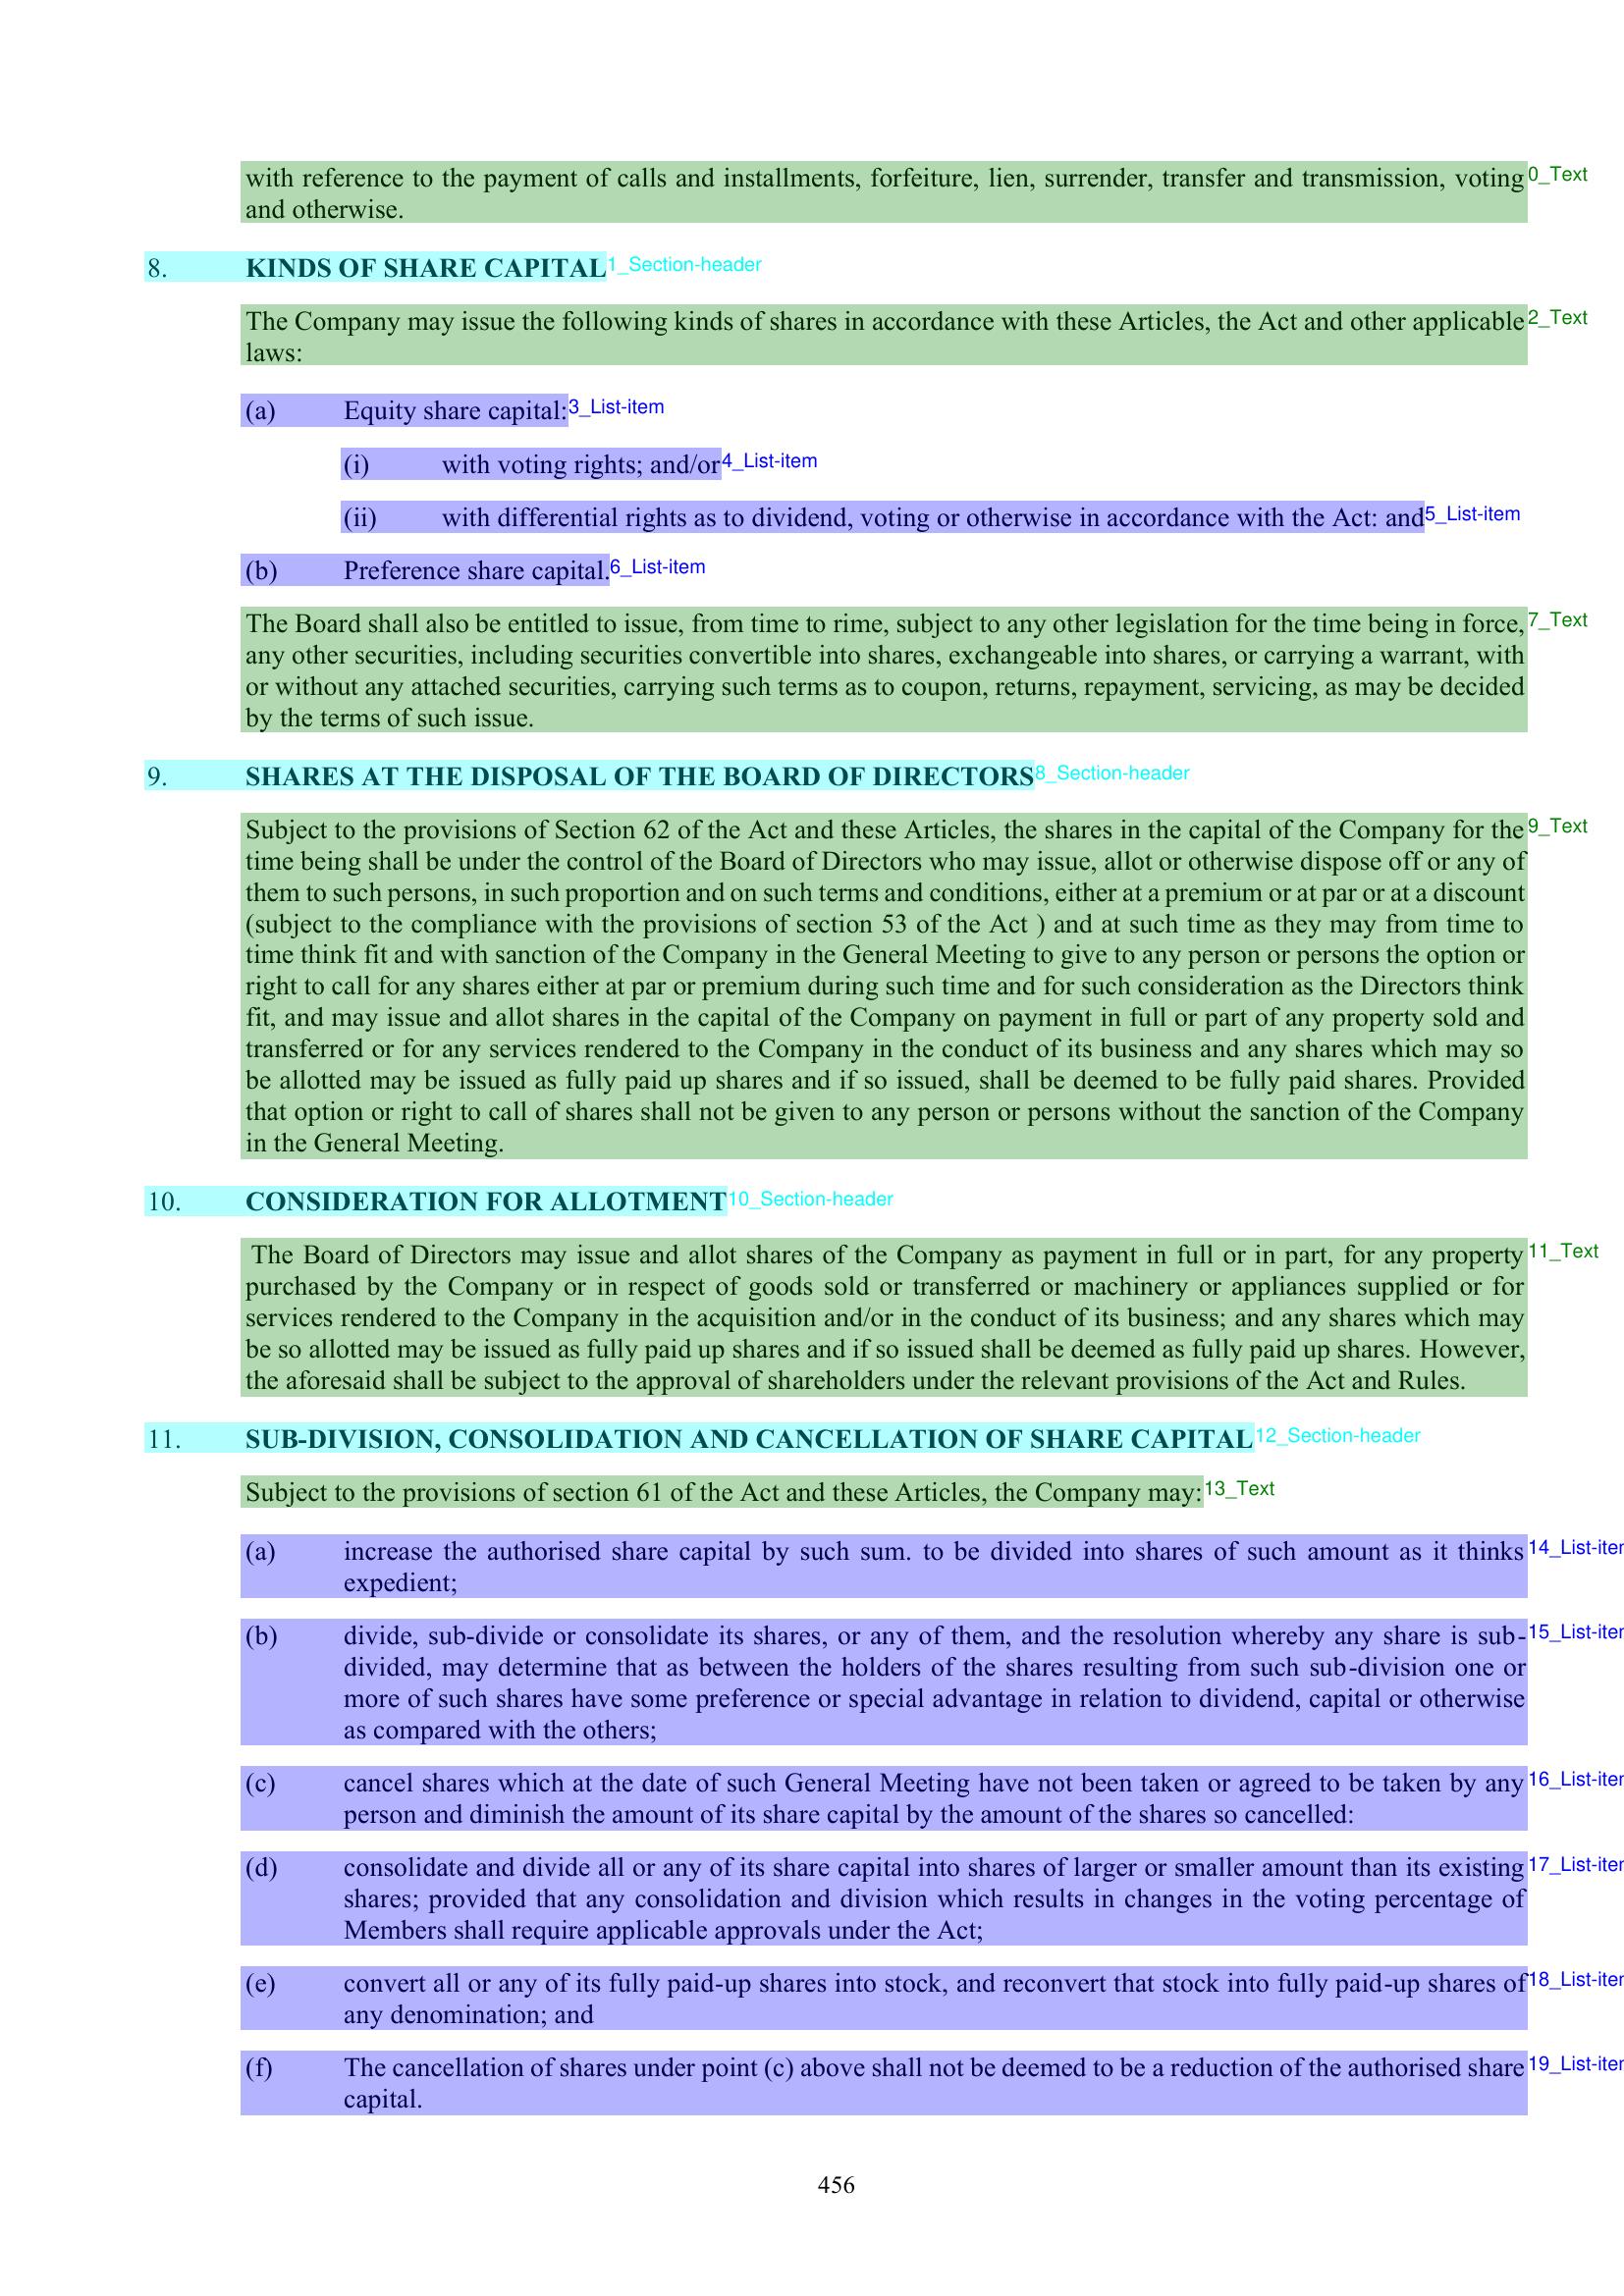 with reference to the payment of calls and installments, forfeiture, lien, surrender, transfer and transmission, voting 0_Text
and otherwise.
8. KINDS OF SHARE CAPITAL 1_Section-header
The Company may issue the following kinds of shares in accordance with these Articles, the Act and other applicable 2_Text
laws:
(a) Equity share capital: 3_List-item
(i) with voting rights; and/or 4_List-item
(ii) with differential rights as to dividend, voting or otherwise in accordance with the Act: and 5_List-item
(b) Preference share capital. 6_List-item
The Board shall also be entitled to issue, from time to rime, subject to any other legislation for the time being in force, 7_Text
any other securities, including securities convertible into shares, exchangeable into shares, or carrying a warrant, with
or without any attached securities, carrying such terms as to coupon, returns, repayment, servicing, as may be decided
by the terms of such issue.
9. SHARES AT THE DISPOSAL OF THE BOARD OF DIRECTORS 8_Section-header
Subject to the provisions of Section 62 of the Act and these Articles, the shares in the capital of the Company for the 9_Text
time being shall be under the control of the Board of Directors who may issue, allot or otherwise dispose off or any of
them to such persons, in such proportion and on such terms and conditions, either at a premium or at par or at a discount
(subject to the compliance with the provisions of section 53 of the Act ) and at such time as they may from time to
time think fit and with sanction of the Company in the General Meeting to give to any person or persons the option or
right to call for any shares either at par or premium during such time and for such consideration as the Directors think
fit, and may issue and allot shares in the capital of the Company on payment in full or part of any property sold and
transferred or for any services rendered to the Company in the conduct of its business and any shares which may so
be allotted may be issued as fully paid up shares and if so issued, shall be deemed to be fully paid shares. Provided
that option or right to call of shares shall not be given to any person or persons without the sanction of the Company
in the General Meeting.
10. CONSIDERATION FOR ALLOTMENT 10_Section-header
The Board of Directors may issue and allot shares of the Company as payment in full or in part, for any property 11_Text
purchased by the Company or in respect of goods sold or transferred or machinery or appliances supplied or for
services rendered to the Company in the acquisition and/or in the conduct of its business; and any shares which may
be so allotted may be issued as fully paid up shares and if so issued shall be deemed as fully paid up shares. However,
the aforesaid shall be subject to the approval of shareholders under the relevant provisions of the Act and Rules.
11. SUB-DIVISION, CONSOLIDATION AND CANCELLATION OF SHARE CAPITAL 12_Section-header
Subject to the provisions of section 61 of the Act and these Articles, the Company may: 13_Text
(a) increase the authorised share capital by such sum. to be divided into shares of such amount as it thinks 14_List-iter
expedient;
(b) divide, sub-divide or consolidate its shares, or any of them, and the resolution whereby any share is sub- 15_List-iter
divided, may determine that as between the holders of the shares resulting from such sub-division one or
more of such shares have some preference or special advantage in relation to dividend, capital or otherwise
as compared with the others;
(c) cancel shares which at the date of such General Meeting have not been taken or agreed to be taken by any 16_List-iter
person and diminish the amount of its share capital by the amount of the shares so cancelled:
(d) consolidate and divide all or any of its share capital into shares of larger or smaller amount than its existing 17_List-iter
shares; provided that any consolidation and division which results in changes in the voting percentage of
Members shall require applicable approvals under the Act;
(e) convert all or any of its fully paid-up shares into stock, and reconvert that stock into fully paid-up shares of 18_List-iter
any denomination; and
(f) The cancellation of shares under point (c) above shall not be deemed to be a reduction of the authorised share 19_List-iter
capital.
456